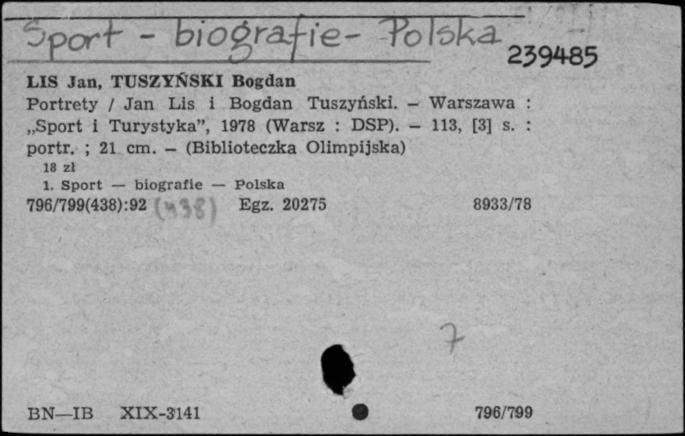 Sport - biografie - Polska
239485
LIS Jan, TUSZYŃSKI Bogdan
Portrety / Jan Lis i Bogdan Tuszyński. — Warszawa :
„Sport i Turystyka”, 1978 (Warsz : DSP). — 113, [3] s. :
portr. ; 21 cm. — (Biblioteczka Olimpijska)
18 zł
1. Sport — biografie — Polska
796/799(438):92 (438) Egz. 20275 8933/78
7
BN—IB XIX-3141 796/799